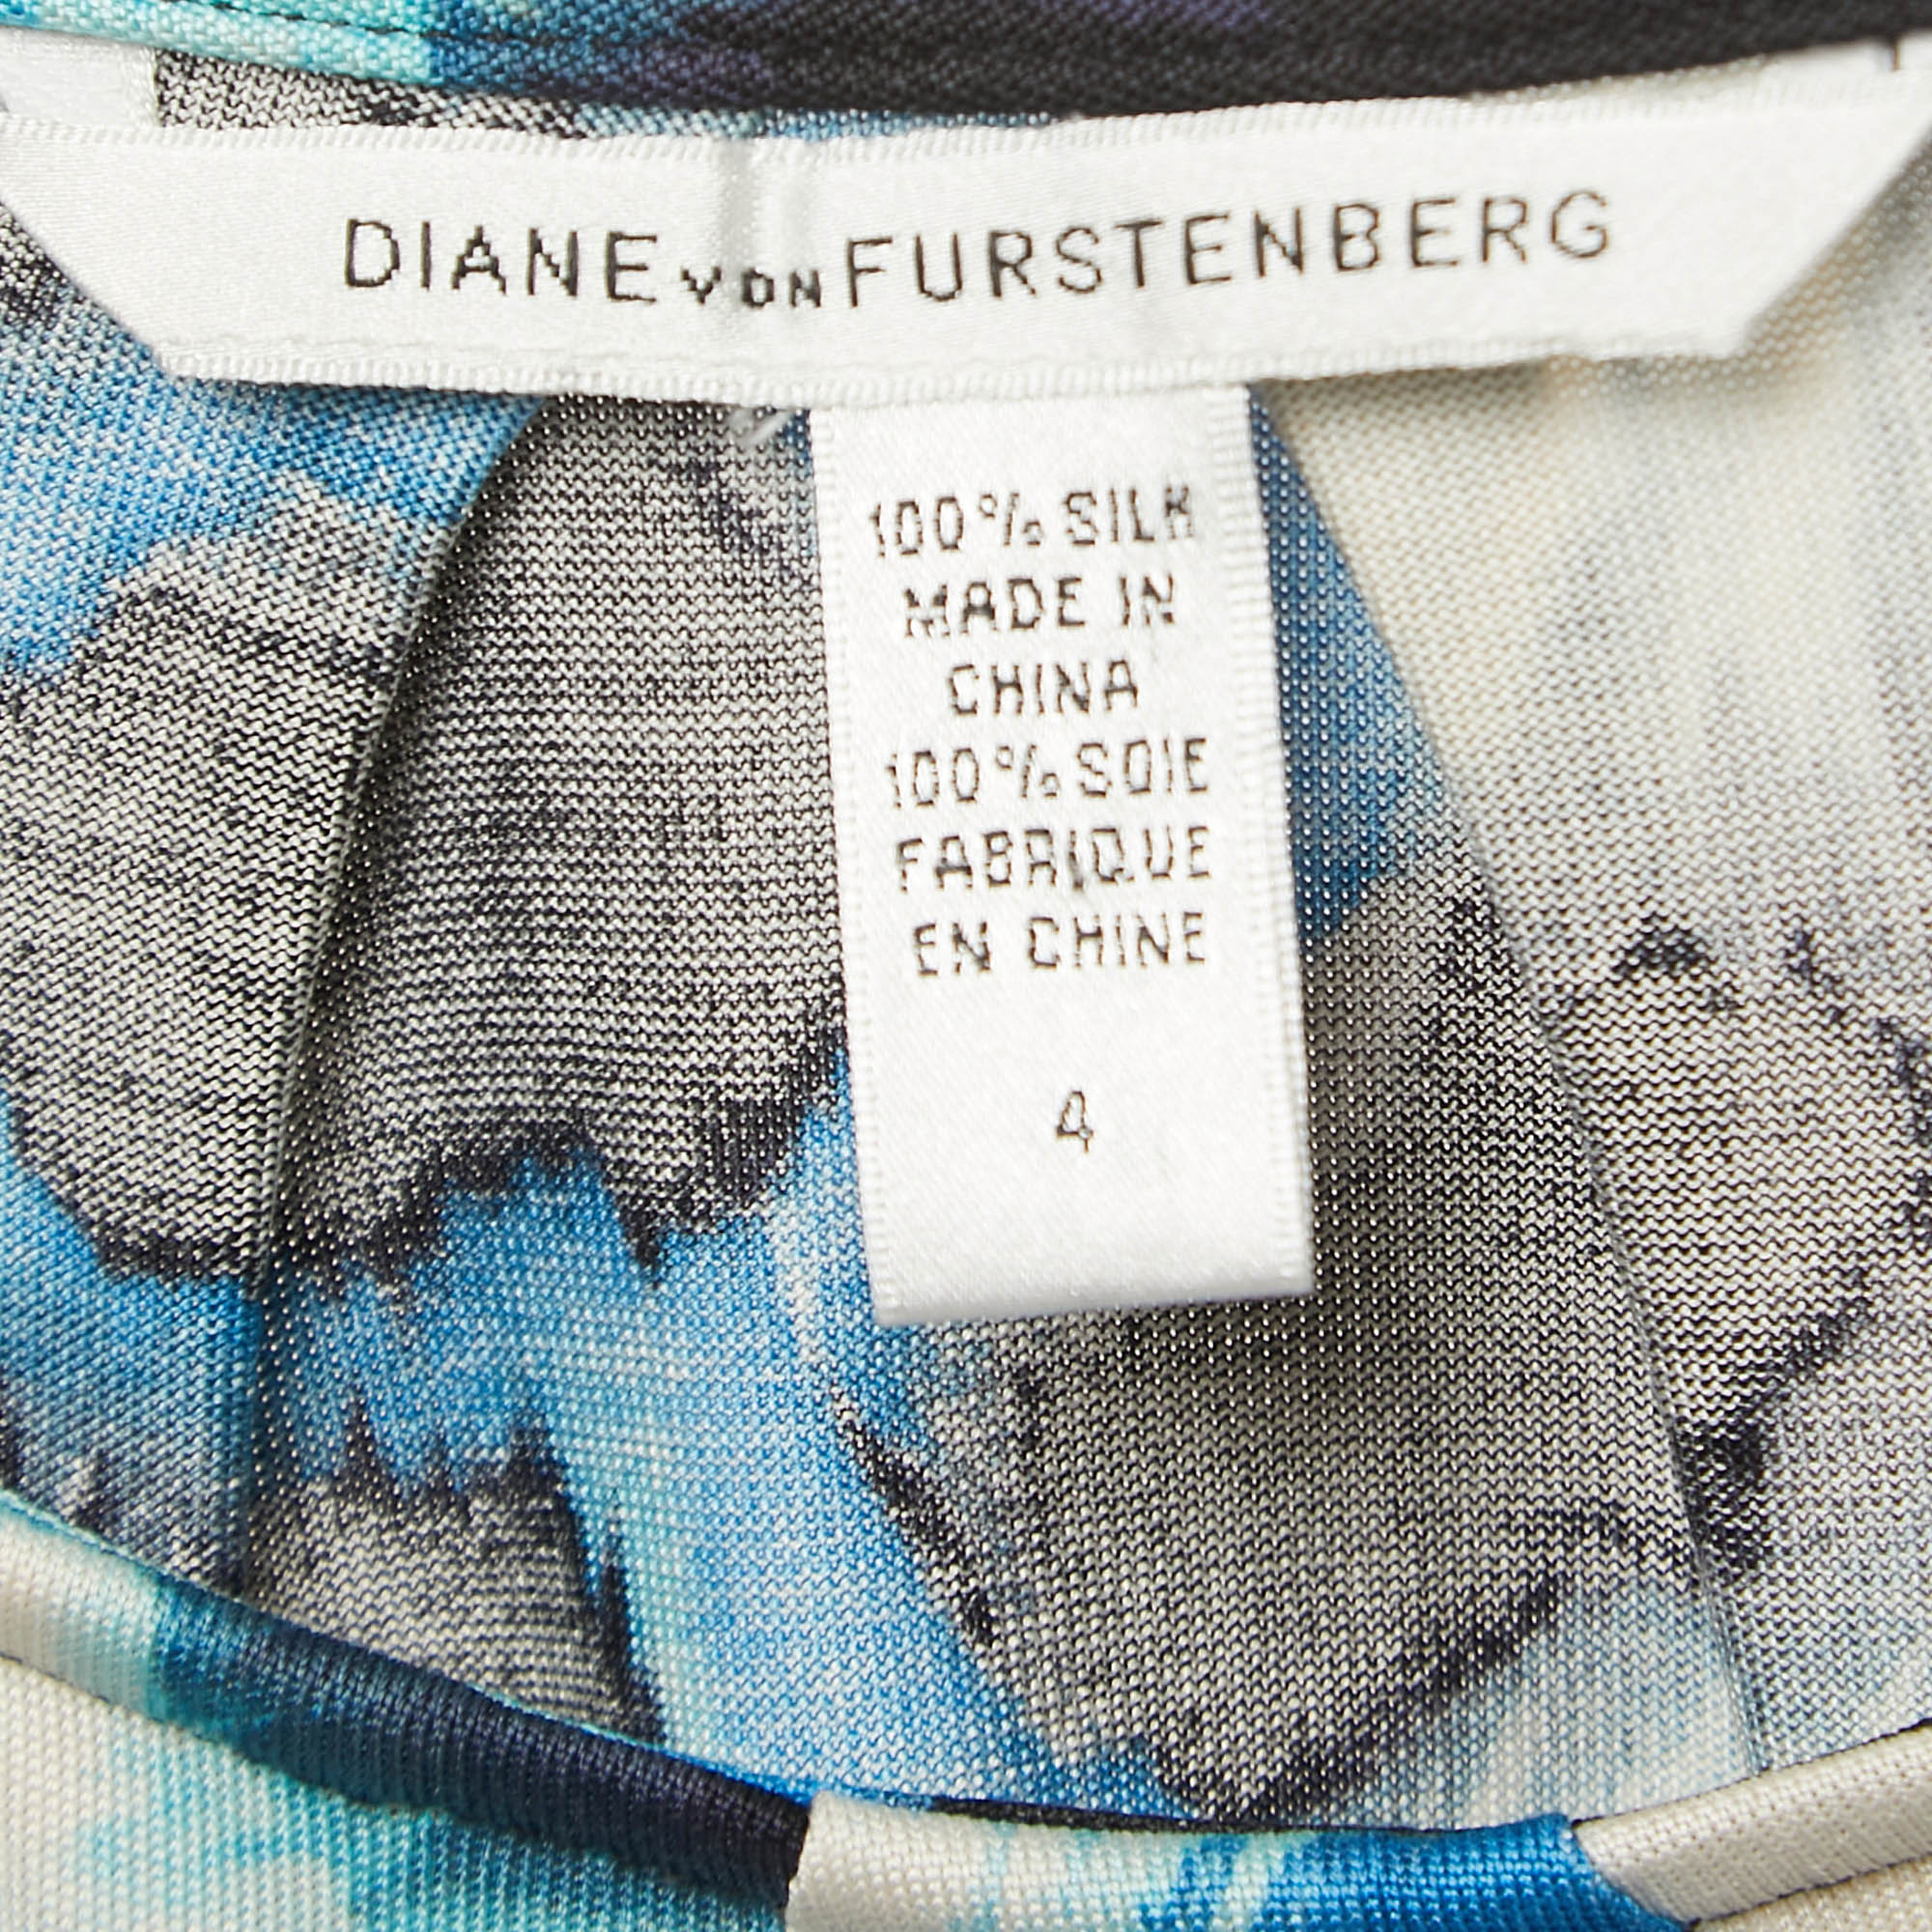 DIANE VON FURSTENBERG
100% SILK
MADE IN
CHINA
100% SOIE
FABRIQUE
EN CHINE
4